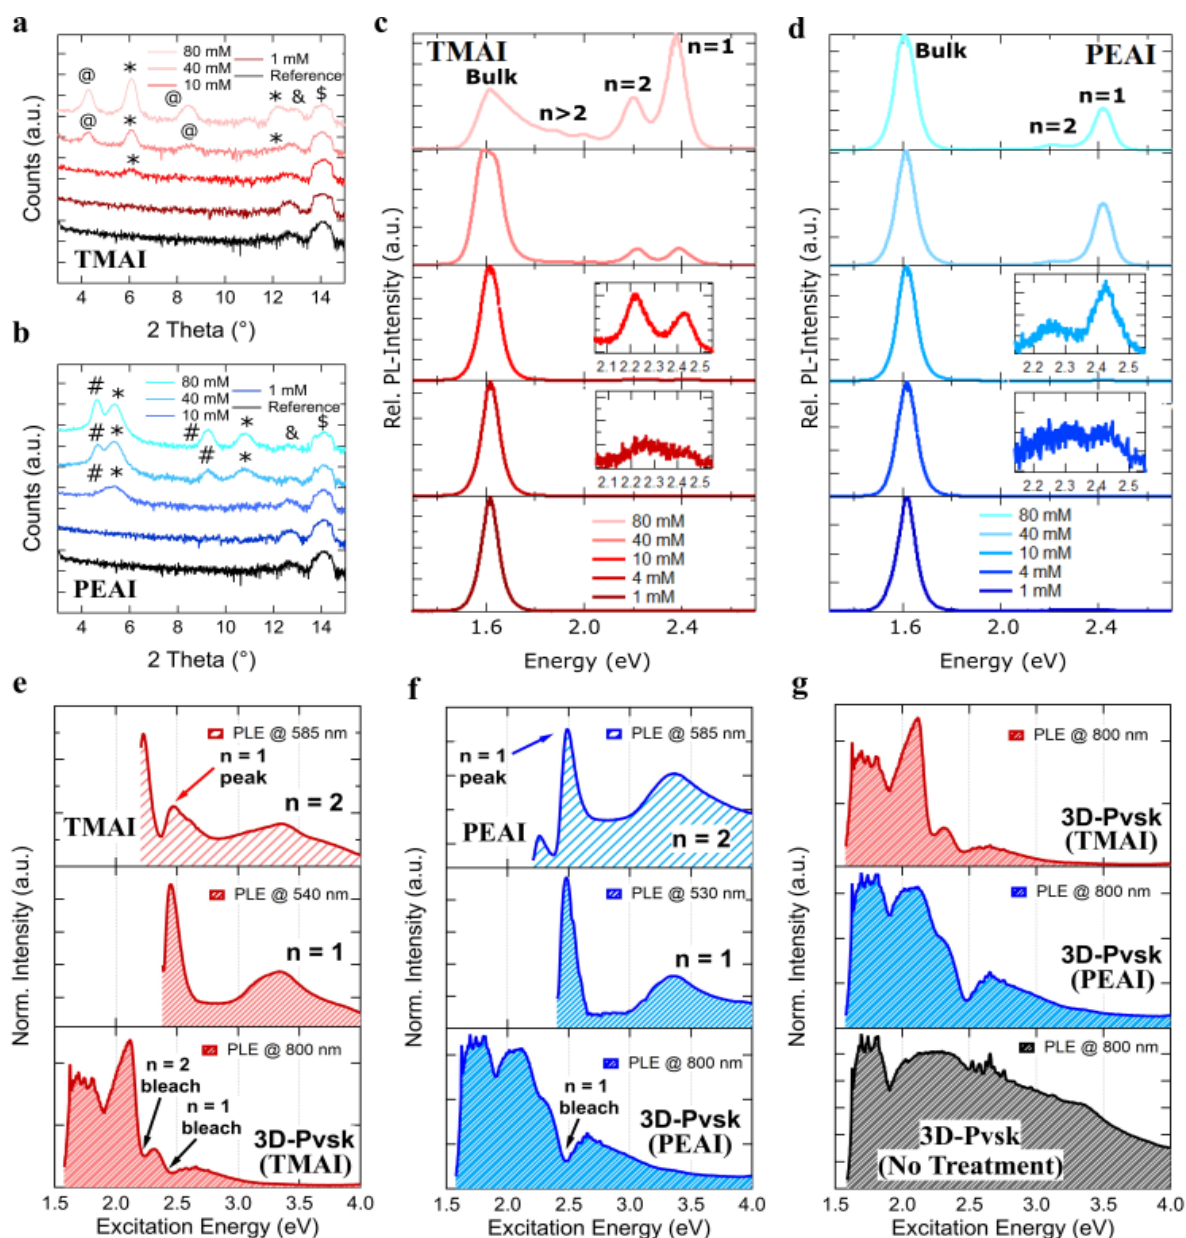 a
80 mM
40 mM
10 mM
1 mM
Reference
@
*
@
* & $
@
*
@
*
*
TMAI
Counts (a.u.)
4 6 8 10 12 14
2 Theta (°)
b
80 mM
40 mM
10 mM
1 mM
Reference
# *
# * & $
# *
# *
PEAI
Counts (a.u.)
4 6 8 10 12 14
2 Theta (°)
c
TMAI
Bulk
n>2
n=2
n=1
Rel. PL-Intensity (a.u.)
2.1 2.2 2.3 2.4 2.5
2.1 2.2 2.3 2.4 2.5
80 mM
40 mM
10 mM
4 mM
1 mM
1.6 2.0 2.4
Energy (eV)
d
Bulk
PEAI
n=2
n=1
Rel. PL-Intensity (a.u.)
2.2 2.3 2.4 2.5
2.2 2.3 2.4 2.5
80 mM
40 mM
10 mM
4 mM
1 mM
1.6 2.0 2.4
Energy (eV)
e
PLE @ 585 nm
n = 1
peak
n = 2
TMAI
PLE @ 540 nm
n = 1
PLE @ 800 nm
n = 2
bleach
n = 1
bleach
3D-Pvsk
(TMAI)
Norm. Intensity (a.u.)
1.5 2.0 2.5 3.0 3.5 4.0
Excitation Energy (eV)
f
PLE @ 585 nm
n = 1
peak
PEAI
n = 2
PLE @ 530 nm
n = 1
PLE @ 800 nm
n = 1
bleach
3D-Pvsk
(PEAI)
Norm. Intensity (a.u.)
1.5 2.0 2.5 3.0 3.5 4.0
Excitation Energy (eV)
g
PLE @ 800 nm
3D-Pvsk
(TMAI)
PLE @ 800 nm
3D-Pvsk
(PEAI)
PLE @ 800 nm
3D-Pvsk
(No Treatment)
Norm. Intensity (a.u.)
1.5 2.0 2.5 3.0 3.5 4.0
Excitation Energy (eV)